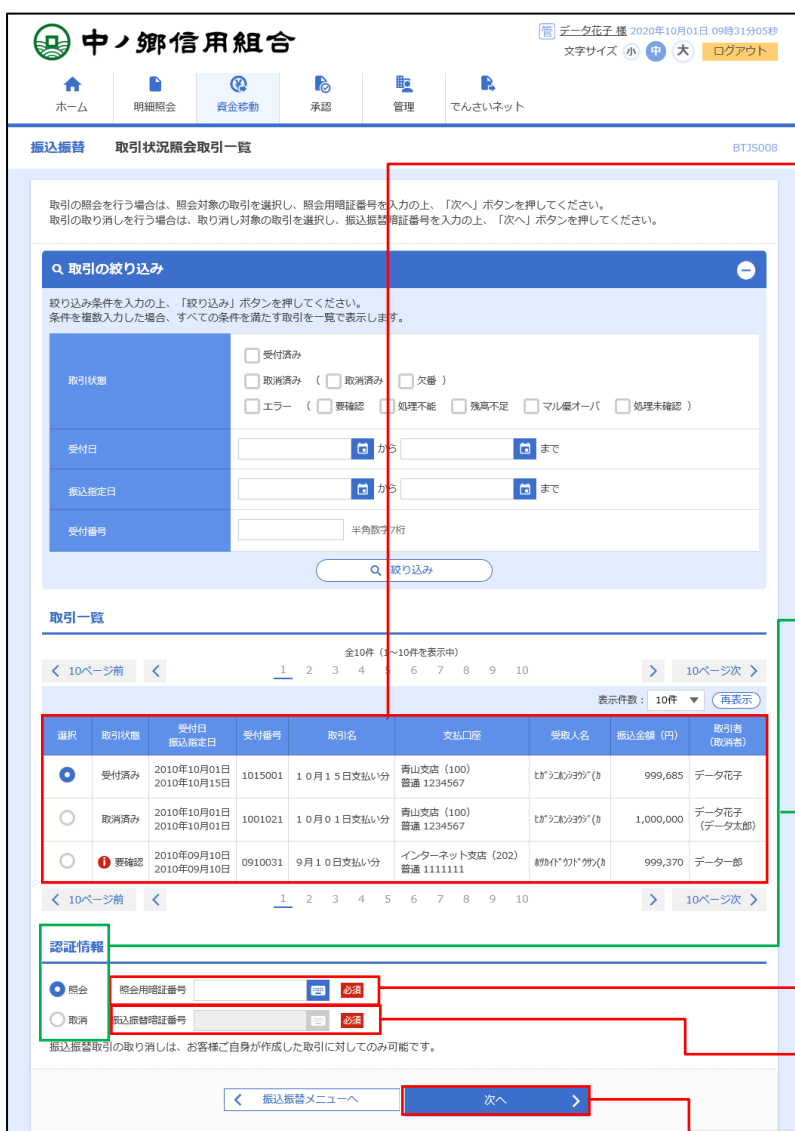 中ノ郷信用組合
管 データ花子 様 2020年10月01日 09時31分05秒
文字サイズ 小 中 大 ログアウト
ホーム 明細照会 資金移動 承認 管理 でんさいネット
振込振替 取引状況照会取引一覧 BTJS008
取引の照会を行う場合は、照会対象の取引を選択し、照会用暗証番号を入力の上、「次へ」ボタンを押してください。
取引の取り消しを行う場合は、取り消し対象の取引を選択し、振込振替暗証番号を入力の上、「次へ」ボタンを押してください。
取引の絞り込み
絞り込み条件を入力の上、「絞り込み」ボタンを押してください。
条件を複数入力した場合、すべての条件を満たす取引を一覧で表示します。
取引状態
受付済み
取消済み ( 取消済み 欠番 )
エラー ( 要確認 処理不能 残高不足 マル優オーバ 処理未確認 )
受付日 から まで
振込指定日 から まで
受付番号 半角数字7桁
絞り込み
取引一覧
全10件(1~10件を表示中)
10ページ前 1 2 3 4 5 6 7 8 9 10 10ページ次
表示件数: 10件 再表示
選択 取引状態 受付日 振込指定日 受付番号 取引名 支払口座 受取人名 振込金額(円) 取引者 (取消者)
受付済み 2010年10月01日 2010年10月15日 1015001 10月15日支払い分 青山支店(100) 普通 1234567 ﾋｶﾞｼﾆﾎﾝｼﾖｳｼﾞ(ｶ 999,685 データ花子
取消済み 2010年10月01日 2010年10月01日 1001021 10月01日支払い分 青山支店(100) 普通 1234567 ﾋｶﾞｼﾆﾎﾝｼﾖｳｼﾞ(ｶ 1,000,000 データ花子 (データ太郎)
要確認 2010年09月10日 2010年09月10日 0910031 9月10日支払い分 インターネット支店(202) 普通 1111111 999,370 データ一郎
10ページ前 1 2 3 4 5 6 7 8 9 10 10ページ次
認証情報
照会 照会用暗証番号 必須
取消 振込振替暗証番号 必須
振込振替取引の取り消しは、お客様ご自身が作成した取引に対してのみ可能です。
振込振替メニューへ 次へ